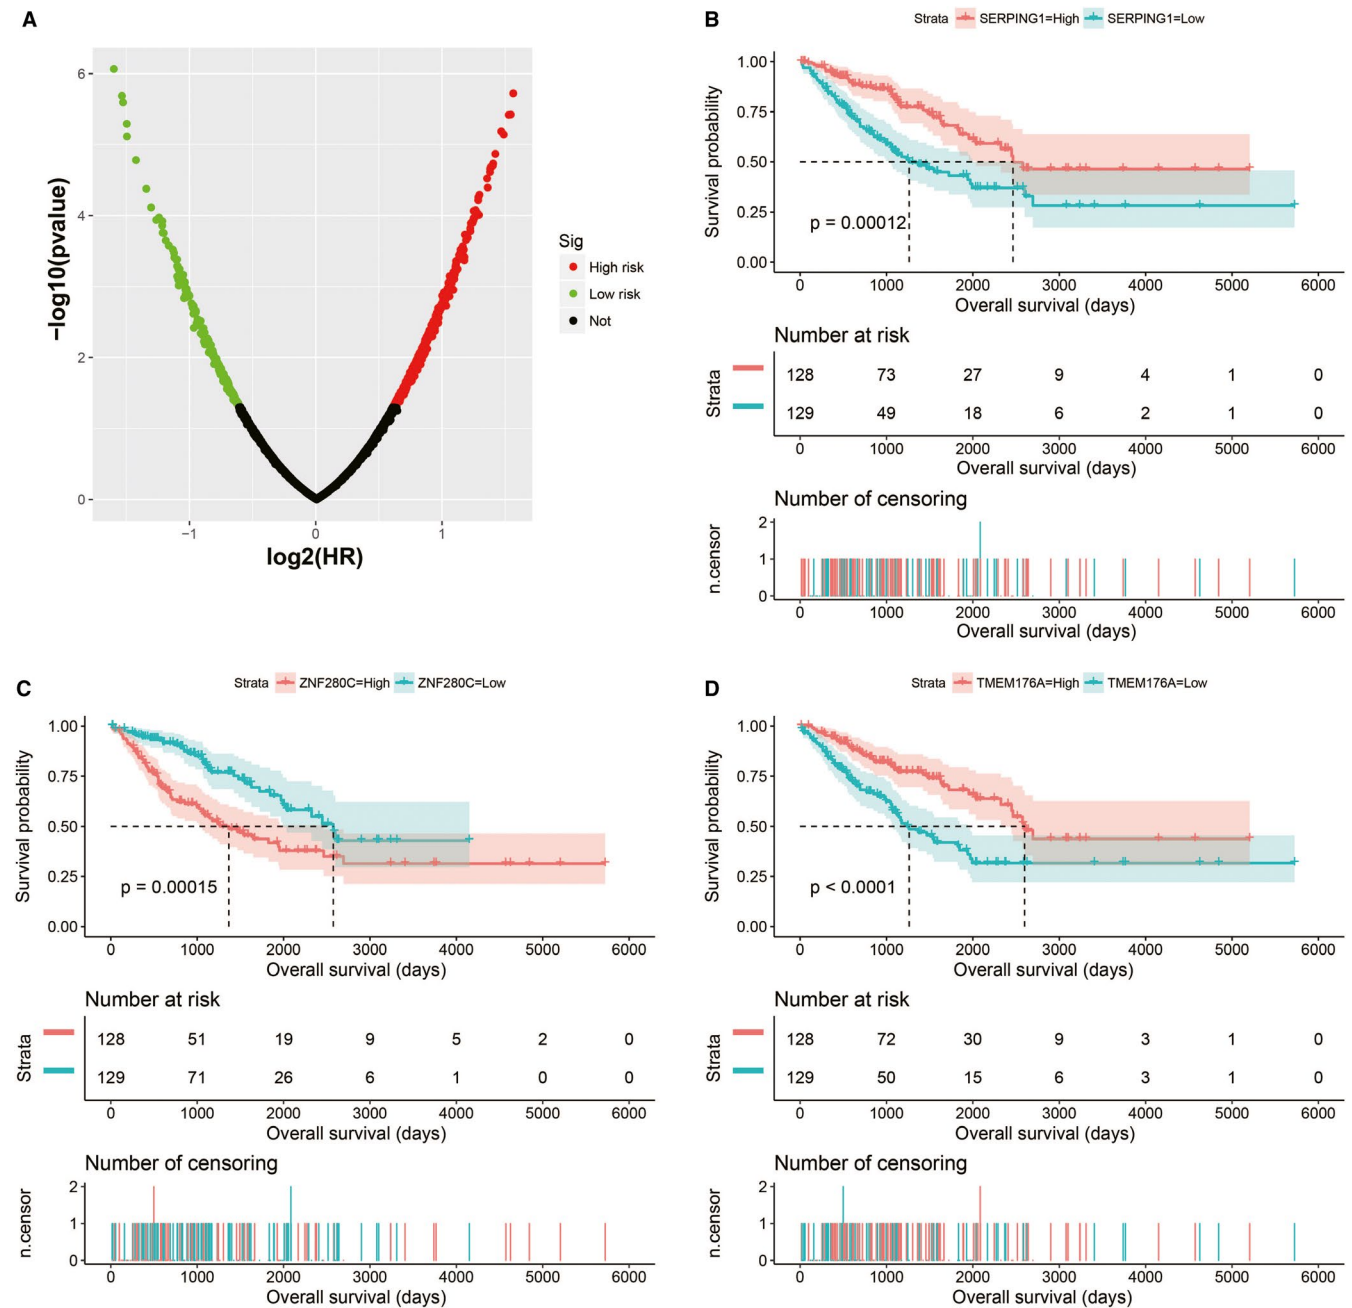 A
−log10(pvalue)
6
4
2
0
−1
0
1
log2(HR)
Sig
High risk
Low risk
Not
B
Strata SERPING1=High SERPING1=Low
Survival probability
1.00
0.75
0.50
0.25
0.00
p = 0.00012
0 1000 2000 3000 4000 5000 6000
Overall survival (days)
Number at risk
Strata
128 73 27 9 4 1 0
129 49 18 6 2 1 0
0 1000 2000 3000 4000 5000 6000
Overall survival (days)
Number of censoring
n.censor
2
1
0
0 1000 2000 3000 4000 5000 6000
Overall survival (days)
C
Strata ZNF280C=High ZNF280C=Low
Survival probability
1.00
0.75
0.50
0.25
0.00
p = 0.00015
0 1000 2000 3000 4000 5000 6000
Overall survival (days)
Number at risk
Strata
128 51 19 9 5 2 0
129 71 26 6 1 0 0
0 1000 2000 3000 4000 5000 6000
Overall survival (days)
Number of censoring
n.censor
2
1
0
0 1000 2000 3000 4000 5000 6000
Overall survival (days)
D
Strata TMEM176A=High TMEM176A=Low
Survival probability
1.00
0.75
0.50
0.25
0.00
p < 0.0001
0 1000 2000 3000 4000 5000 6000
Overall survival (days)
Number at risk
Strata
128 72 30 9 3 1 0
129 50 15 6 3 1 0
0 1000 2000 3000 4000 5000 6000
Overall survival (days)
Number of censoring
n.censor
2
1
0
0 1000 2000 3000 4000 5000 6000
Overall survival (days)